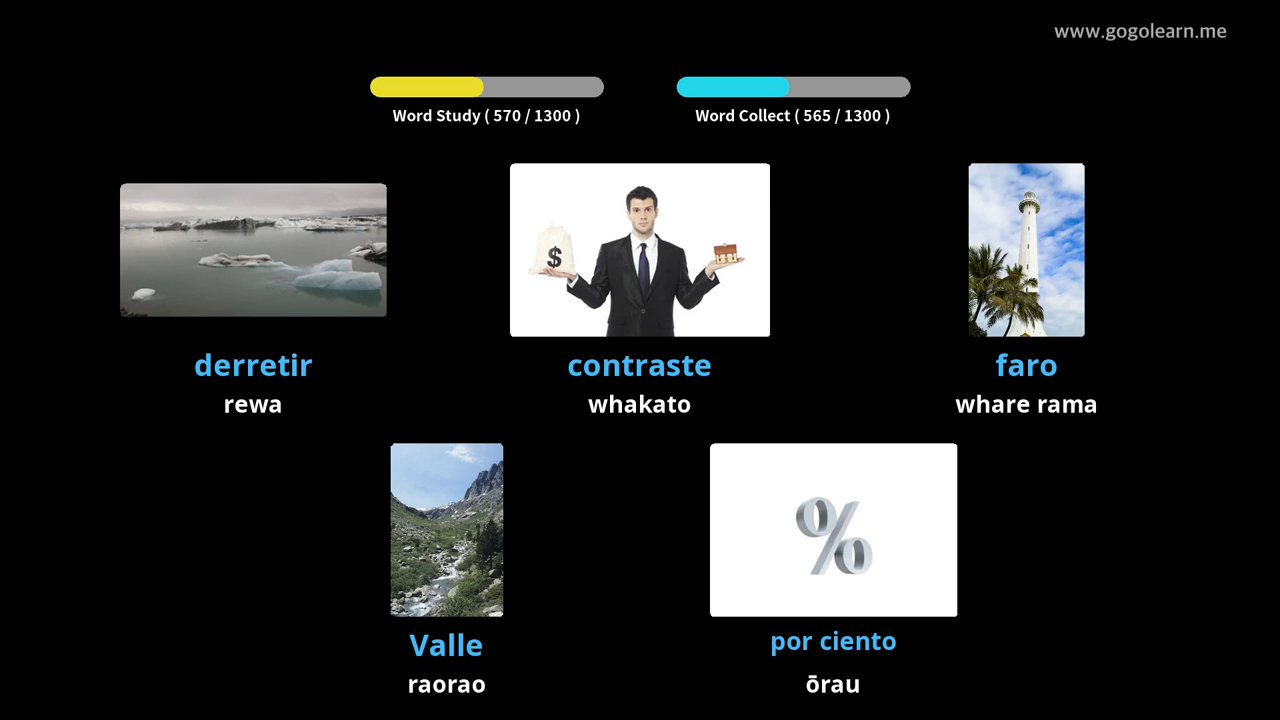 www.gogolearn.me
Word Study ( 570 / 1300 )
Word Collect ( 565 / 1300 )
$
derretir
rewa
contraste
whakato
faro
whare rama
%
Valle
raorao
por ciento
ōrau